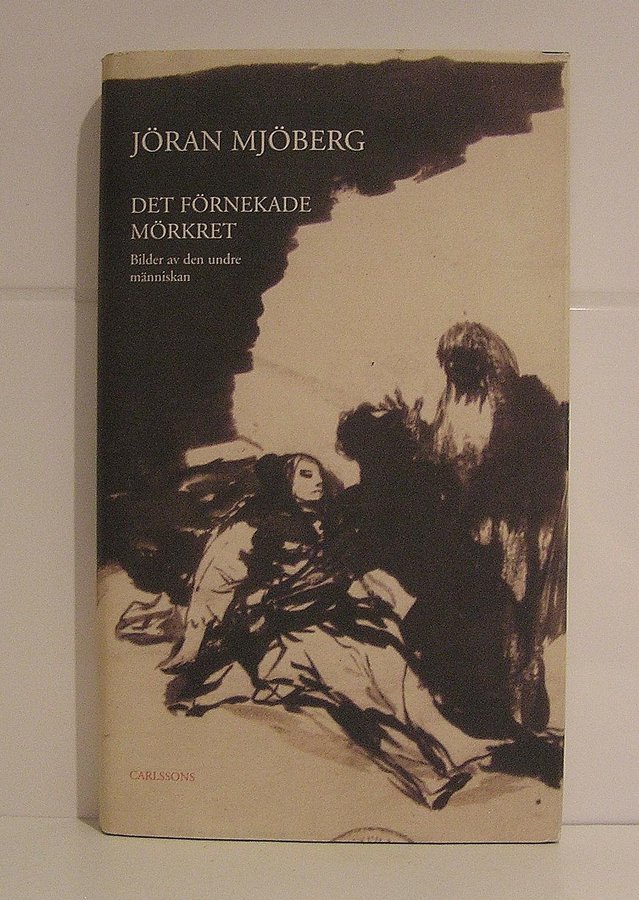 JÖRAN MJÖBERG
DET FÖRNEKADE
MÖRKRET
Bilder av den undre
människan
CARLSSONS